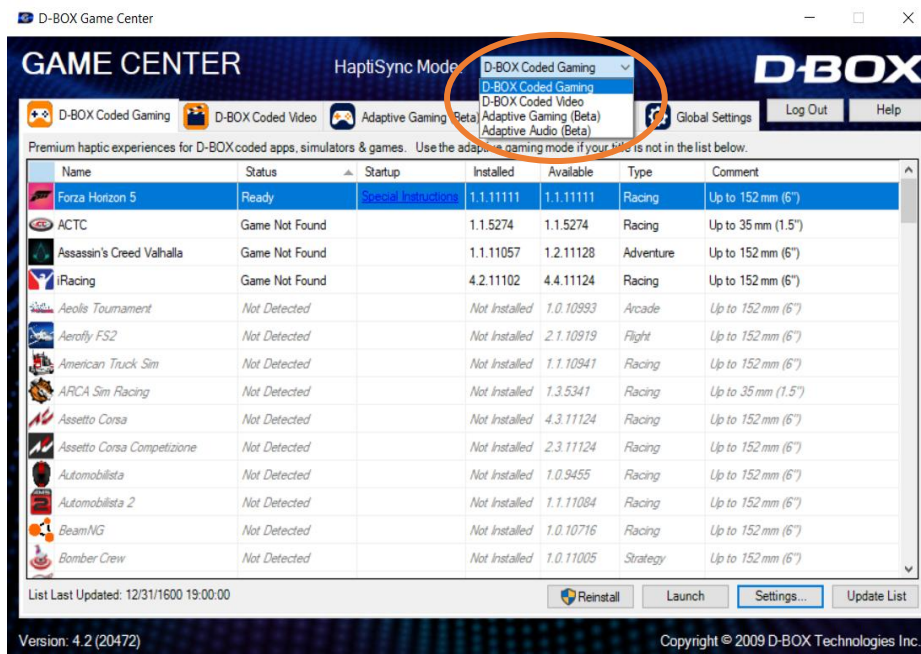 D-BOX Game Center
GAME CENTER HaptiSync Mode: D-BOX Coded Gaming D-BOX
D-BOX Coded Gaming
D-BOX Coded Video
Adaptive Gaming (Beta)
Adaptive Audio (Beta)
D-BOX Coded Gaming D-BOX Coded Video Adaptive Gaming (Beta) Global Settings Log Out Help
Premium haptic experiences for D-BOX coded apps, simulators & games. Use the adaptive gaming mode if your title is not in the list below.
Name Status Startup Installed Available Type Comment
Forza Horizon 5 Ready Special Instructions 1.1.11111 1.1.11111 Racing Up to 152 mm (6")
ACTC Game Not Found 1.1.5274 1.1.5274 Racing Up to 35 mm (1.5")
Assassin's Creed Valhalla Game Not Found 1.1.11057 1.2.11128 Adventure Up to 152 mm (6")
iRacing Game Not Found 4.2.11102 4.4.11124 Racing Up to 152 mm (6")
Aeolis Tournament Not Detected Not Installed 1.0.10993 Arcade Up to 152 mm (6")
Aerofly FS2 Not Detected Not Installed 2.1.10919 Flight Up to 152 mm (6")
American Truck Sim Not Detected Not Installed 1.1.10941 Racing Up to 152 mm (6")
ARCA Sim Racing Not Detected Not Installed 1.3.5341 Racing Up to 35 mm (1.5")
Assetto Corsa Not Detected Not Installed 4.3.11124 Racing Up to 152 mm (6")
Assetto Corsa Competizione Not Detected Not Installed 2.3.11124 Racing Up to 152 mm (6")
Automobilista Not Detected Not Installed 1.0.9455 Racing Up to 152 mm (6")
Automobilista 2 Not Detected Not Installed 1.1.11084 Racing Up to 152 mm (6")
BeamNG Not Detected Not Installed 1.0.10716 Racing Up to 152 mm (6")
Bomber Crew Not Detected Not Installed 1.0.11005 Strategy Up to 152 mm (6")
List Last Updated: 12/31/1600 19:00:00 Reinstall Launch Settings... Update List
Version: 4.2 (20472) Copyright © 2009 D-BOX Technologies Inc.